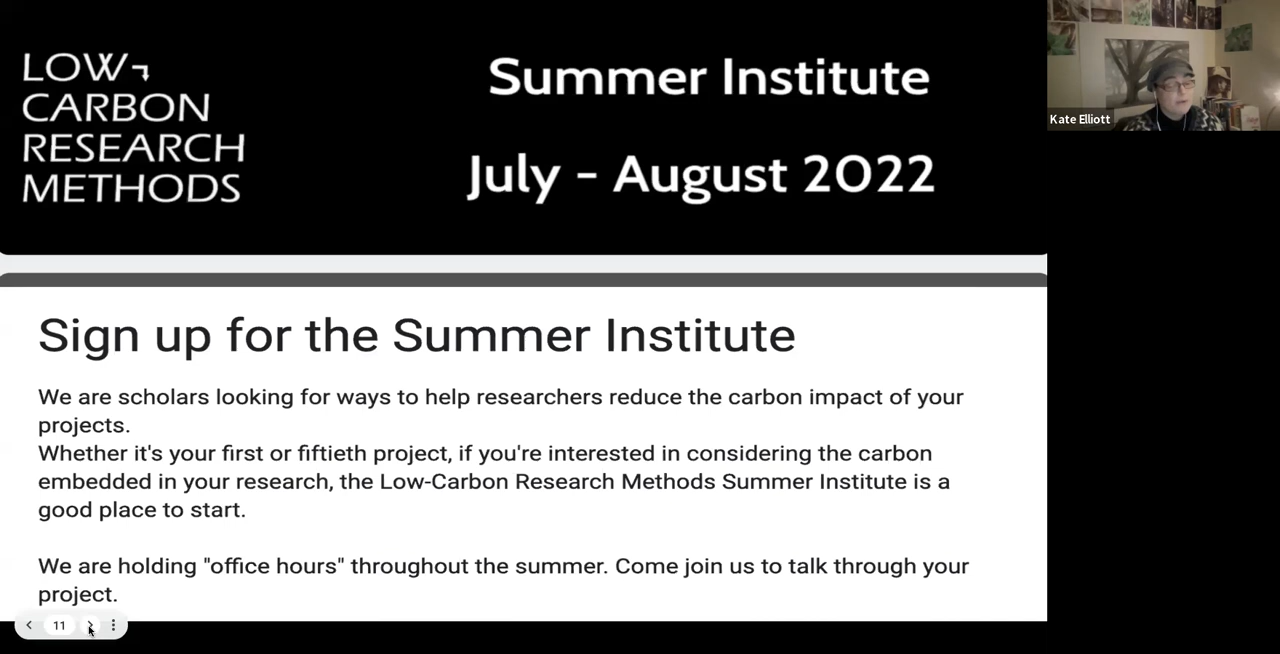 LOW
CARBON
RESEARCH
METHODS
Summer Institute
July - August 2022
Kate Elliott
Sign up for the Summer Institute
We are scholars looking for ways to help researchers reduce the carbon impact of your
projects.
Whether it's your first or fiftieth project, if you're interested in considering the carbon
embedded in your research, the Low-Carbon Research Methods Summer Institute is a
good place to start.
We are holding "office hours" throughout the summer. Come join us to talk through your
project.
11